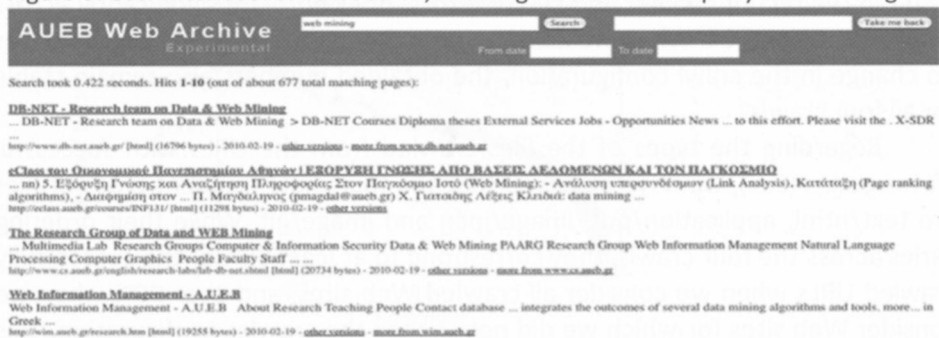 AUEB Web Archive
Experimental
web mining
Search
Take me back
From date
To date
Search took 0.422 seconds. Hits 1-10 (out of about 677 total matching pages):
DB-NET - Research team on Data & Web Mining
... DB-NET - Research team on Data & Web Mining > DB-NET Courses Diploma theses External Services Jobs - Opportunities News ... to this effort. Please visit the . X-SDR
...
http://www.db-net.aueb.gr/ [html] (16796 bytes) - 2010-02-19 - other versions - more from www.db-net.aueb.gr
eClass του Οικονομικού Πανεπιστημίου Αθηνών | ΕΞΟΡΥΞΗ ΓΝΩΣΗΣ ΑΠΟ ΒΑΣΕΙΣ ΔΕΔΟΜΕΝΩΝ ΚΑΙ ΤΟΝ ΠΑΓΚΟΣΜΙΟ
... nn) 5. Εξόρυξη Γνώσης και Αναζήτηση Πληροφορίας Στον Παγκόσμιο Ιστό (Web Mining): - Ανάλυση υπερσυνδέσμων (Link Analysis), Κατάταξη (Page ranking
algorithms), - Διαφημίση στον ... Π. Μαγδαληνός (pmagdal@aueb.gr) Χ. Γιατσίδης Λέξεις Κλειδιά: data mining ...
http://eclass.aueb.gr/courses/INF131/ [html] (11298 bytes) - 2010-02-19 - other versions
The Research Group of Data and WEB Mining
... Multimedia Lab Research Groups Computer & Information Security Data & Web Mining PAARG Research Group Web Information Management Natural Language
Processing Computer Graphics People Faculty Staff ... ...
http://www.cs.aueb.gr/english/research-labs/lab-db-net.shtml [html] (20734 bytes) - 2010-02-19 - other versions - more from www.cs.aueb.gr
Web Information Management - A.U.E.B
Web Information Management - A.U.E.B About Research Teaching People Contact database ... integrates the outcomes of several data mining algorithms and tools. more... in
Greek ...
http://wim.aueb.gr/research.htm [html] (19255 bytes) - 2010-02-19 - other versions - more from wim.aueb.gr